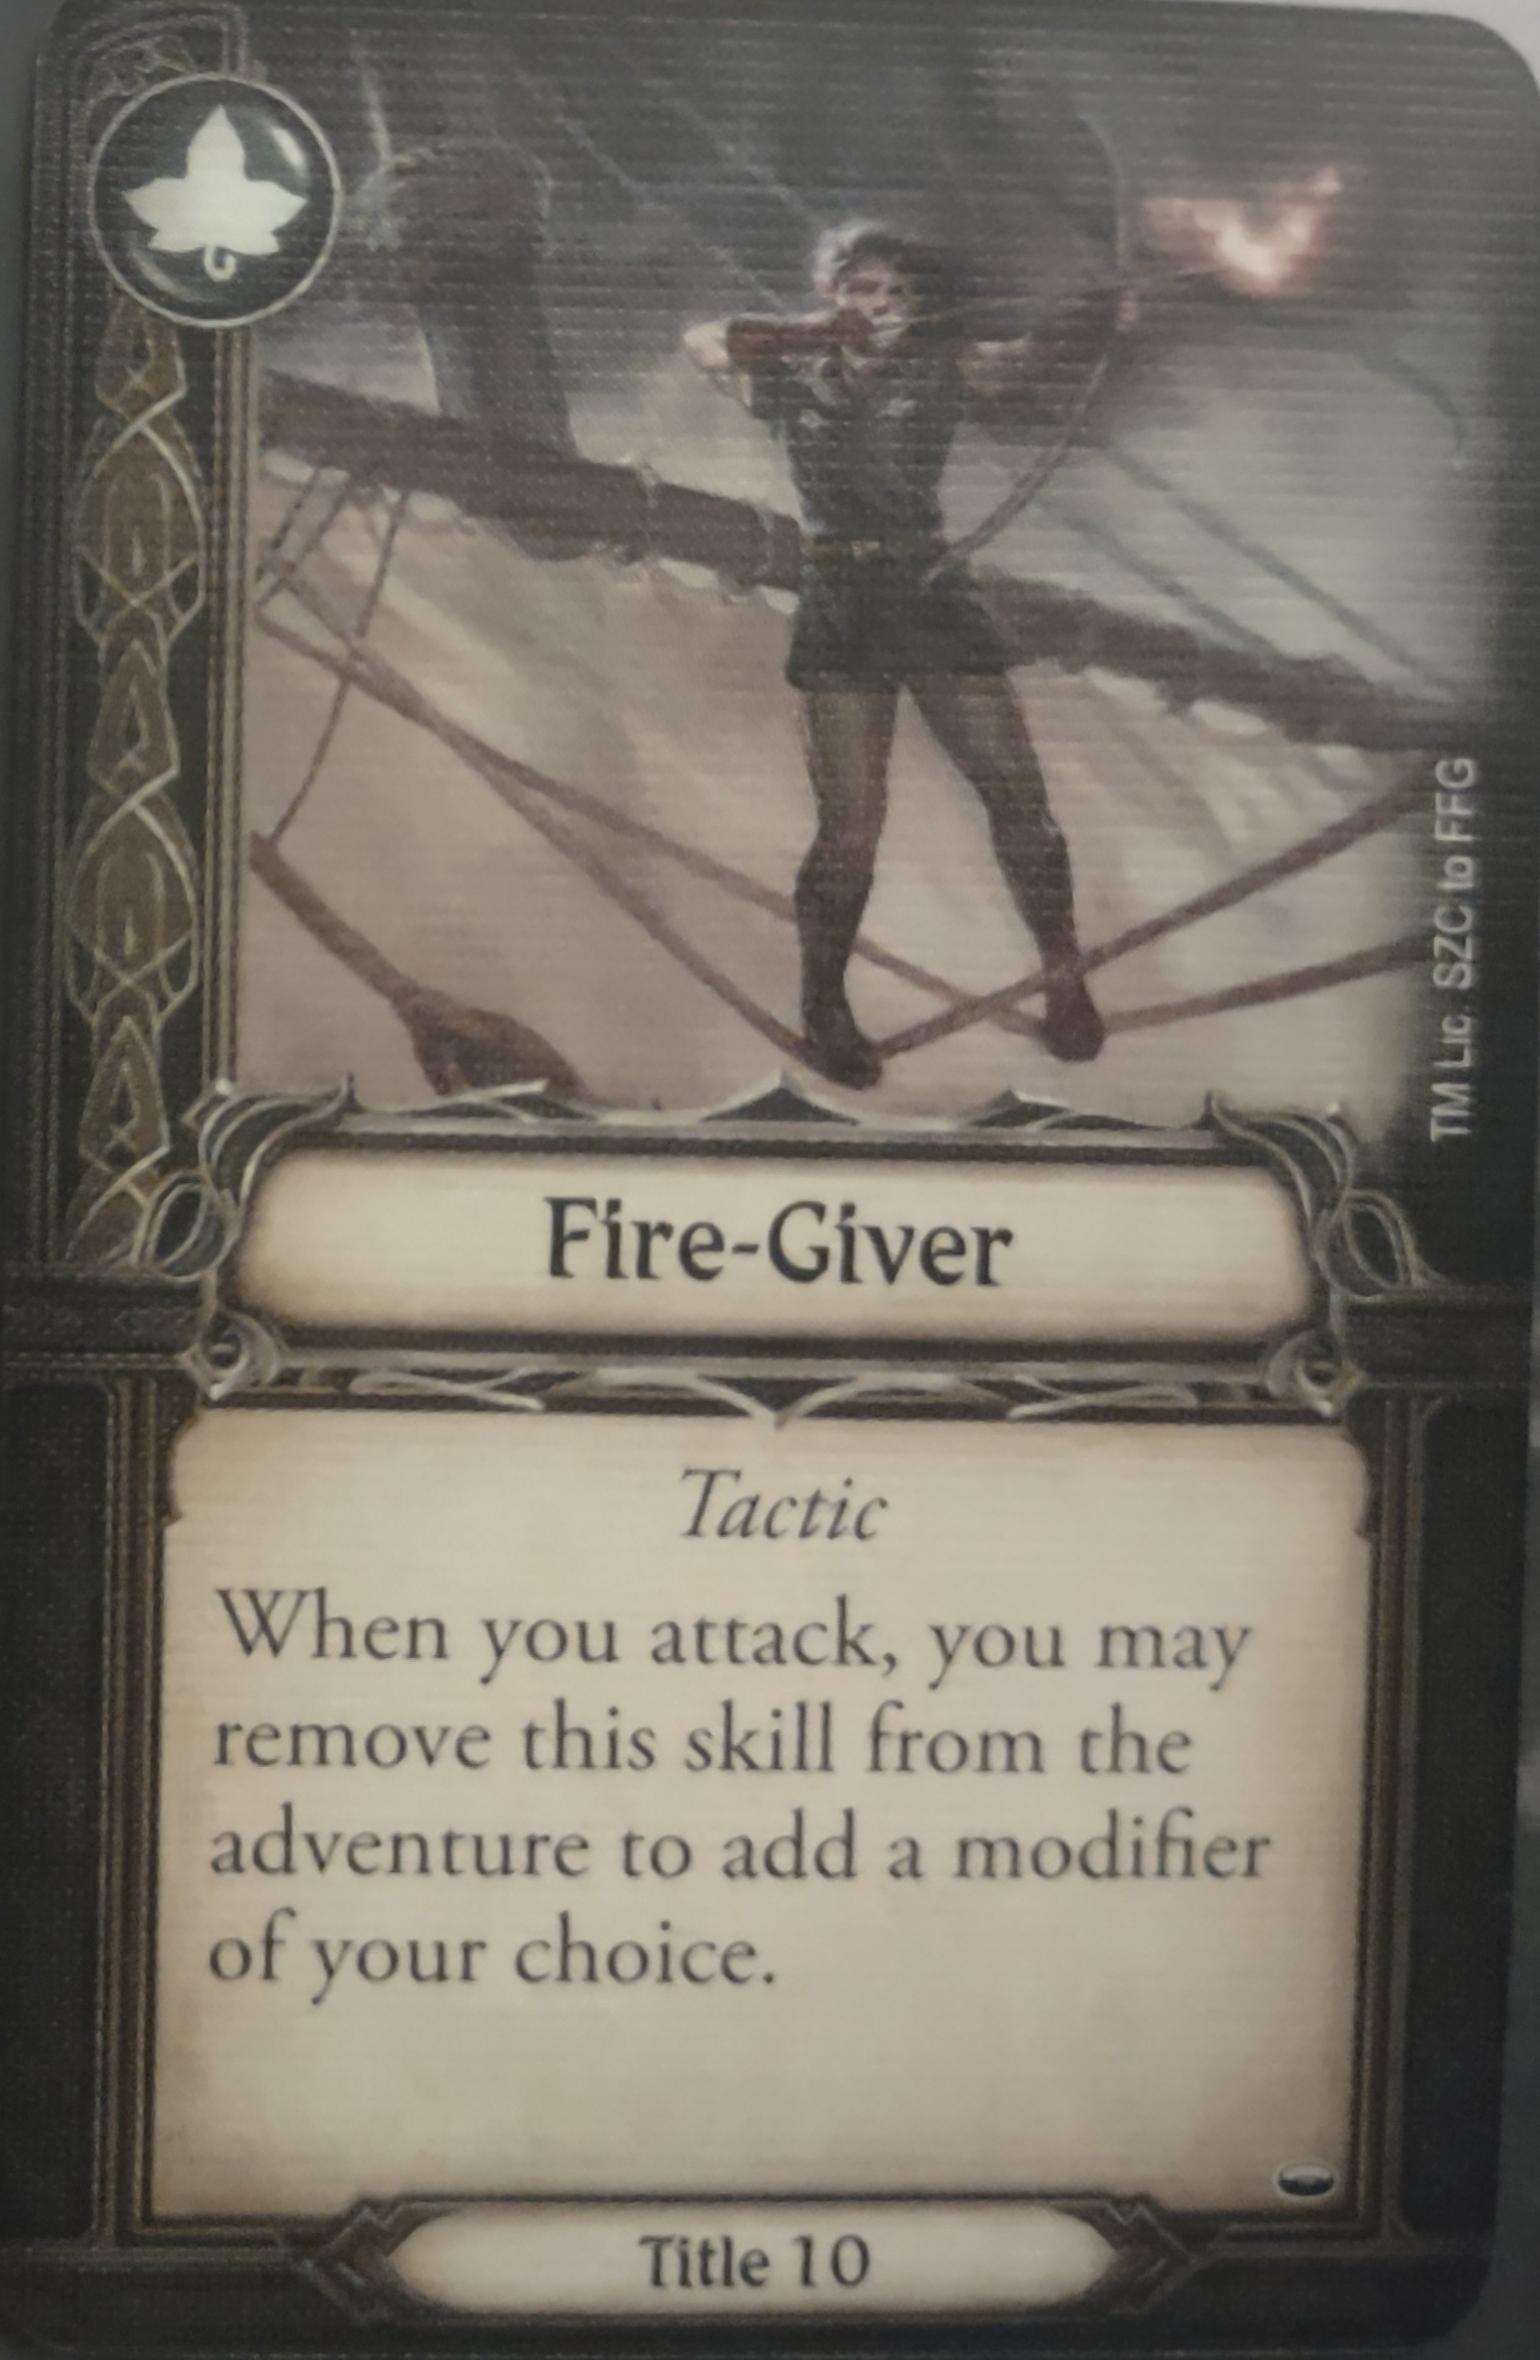 TM Lic. SZC to FFG
Fire-Giver
Tactic
When you attack, you may
remove this skill from the
adventure to add a modifier
of your choice.
Title 10